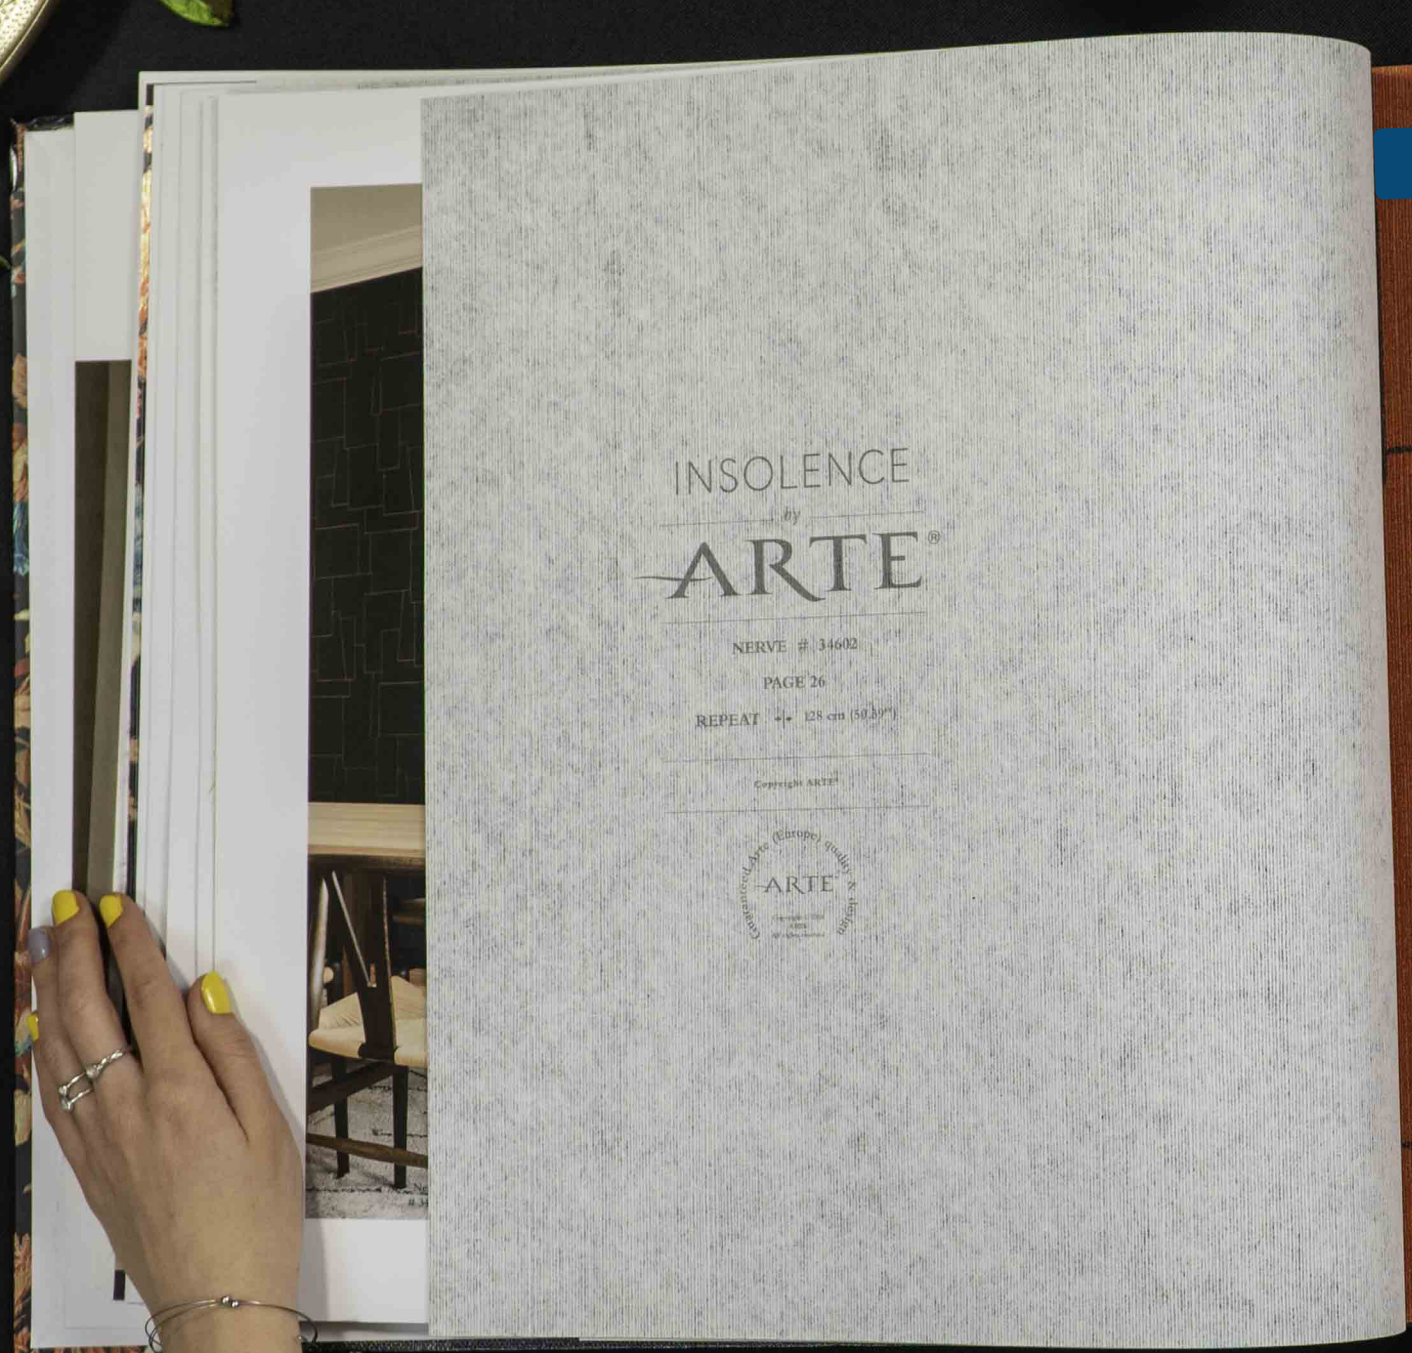 INSOLENCE
by
ARTE®
NERVE # 34602
PAGE 26
REPEAT 128 cm (50.39")
Copyright ARTE®
Guaranteed Arte (Europe) quality & design
ARTE